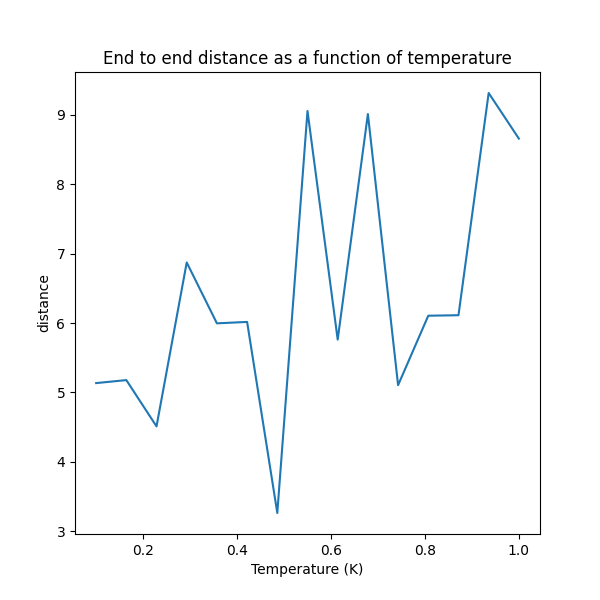 End to end distance as a function of temperature
9
8
7
6
5
4
3
distance
0.2 0.4 0.6 0.8 1.0
Temperature (K)